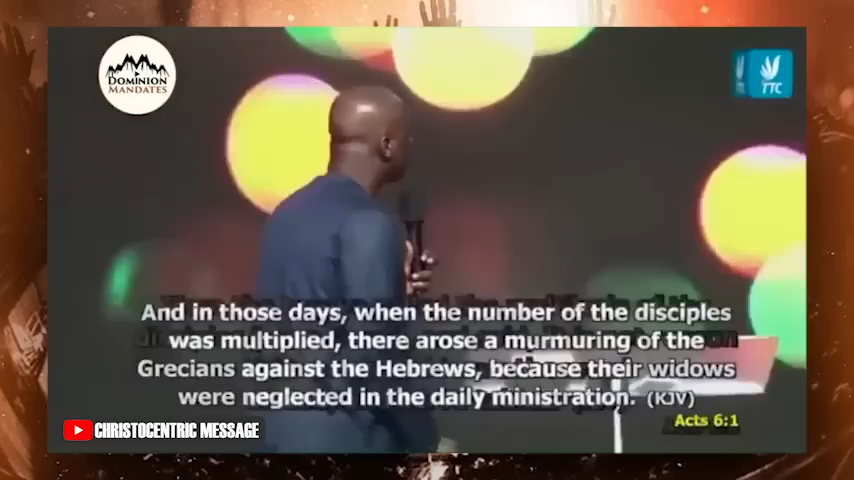 DOMINION
MANDATES
TTC
And in those days, when the number of the disciples
was multiplied, there arose a murmuring of the
Grecians against the Hebrews, because their widows
were neglected in the daily ministration. (KJV)
Acts 6:1
CHRISTOCENTRIC MESSAGE